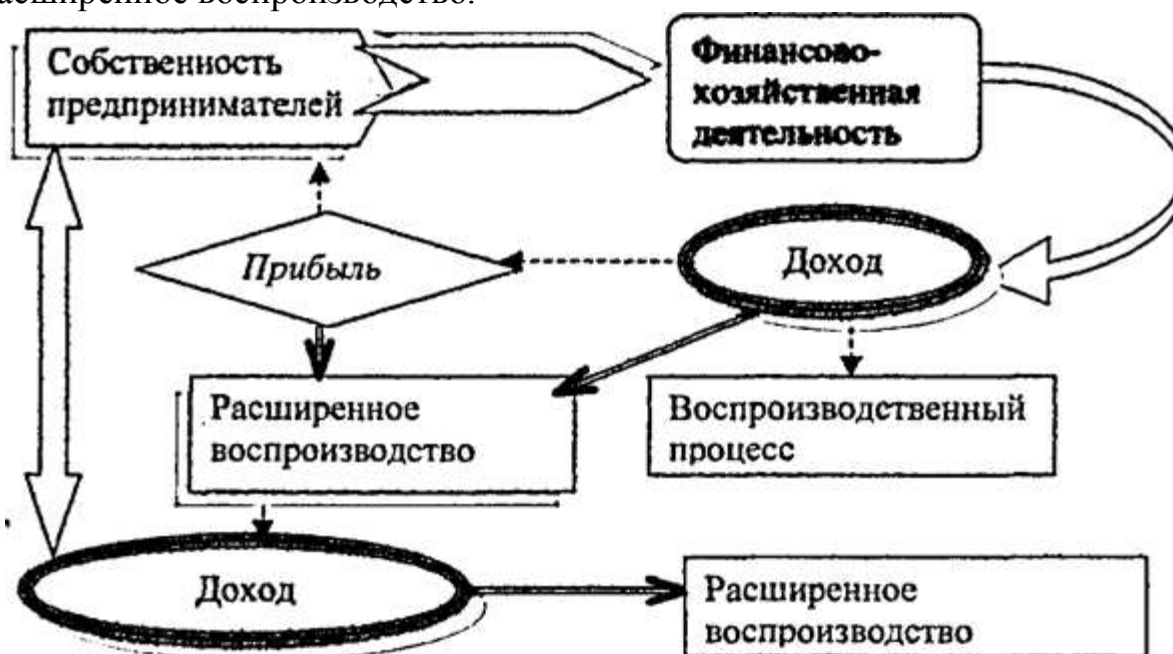 асширенное воспроизводство.
Собственность
предпринимателей
Финансово-
хозяйственная
деятельность
Прибыль
Доход
Расширенное
воспроизводство
Воспроизводственный
процесс
Доход
Расширенное
воспроизводство